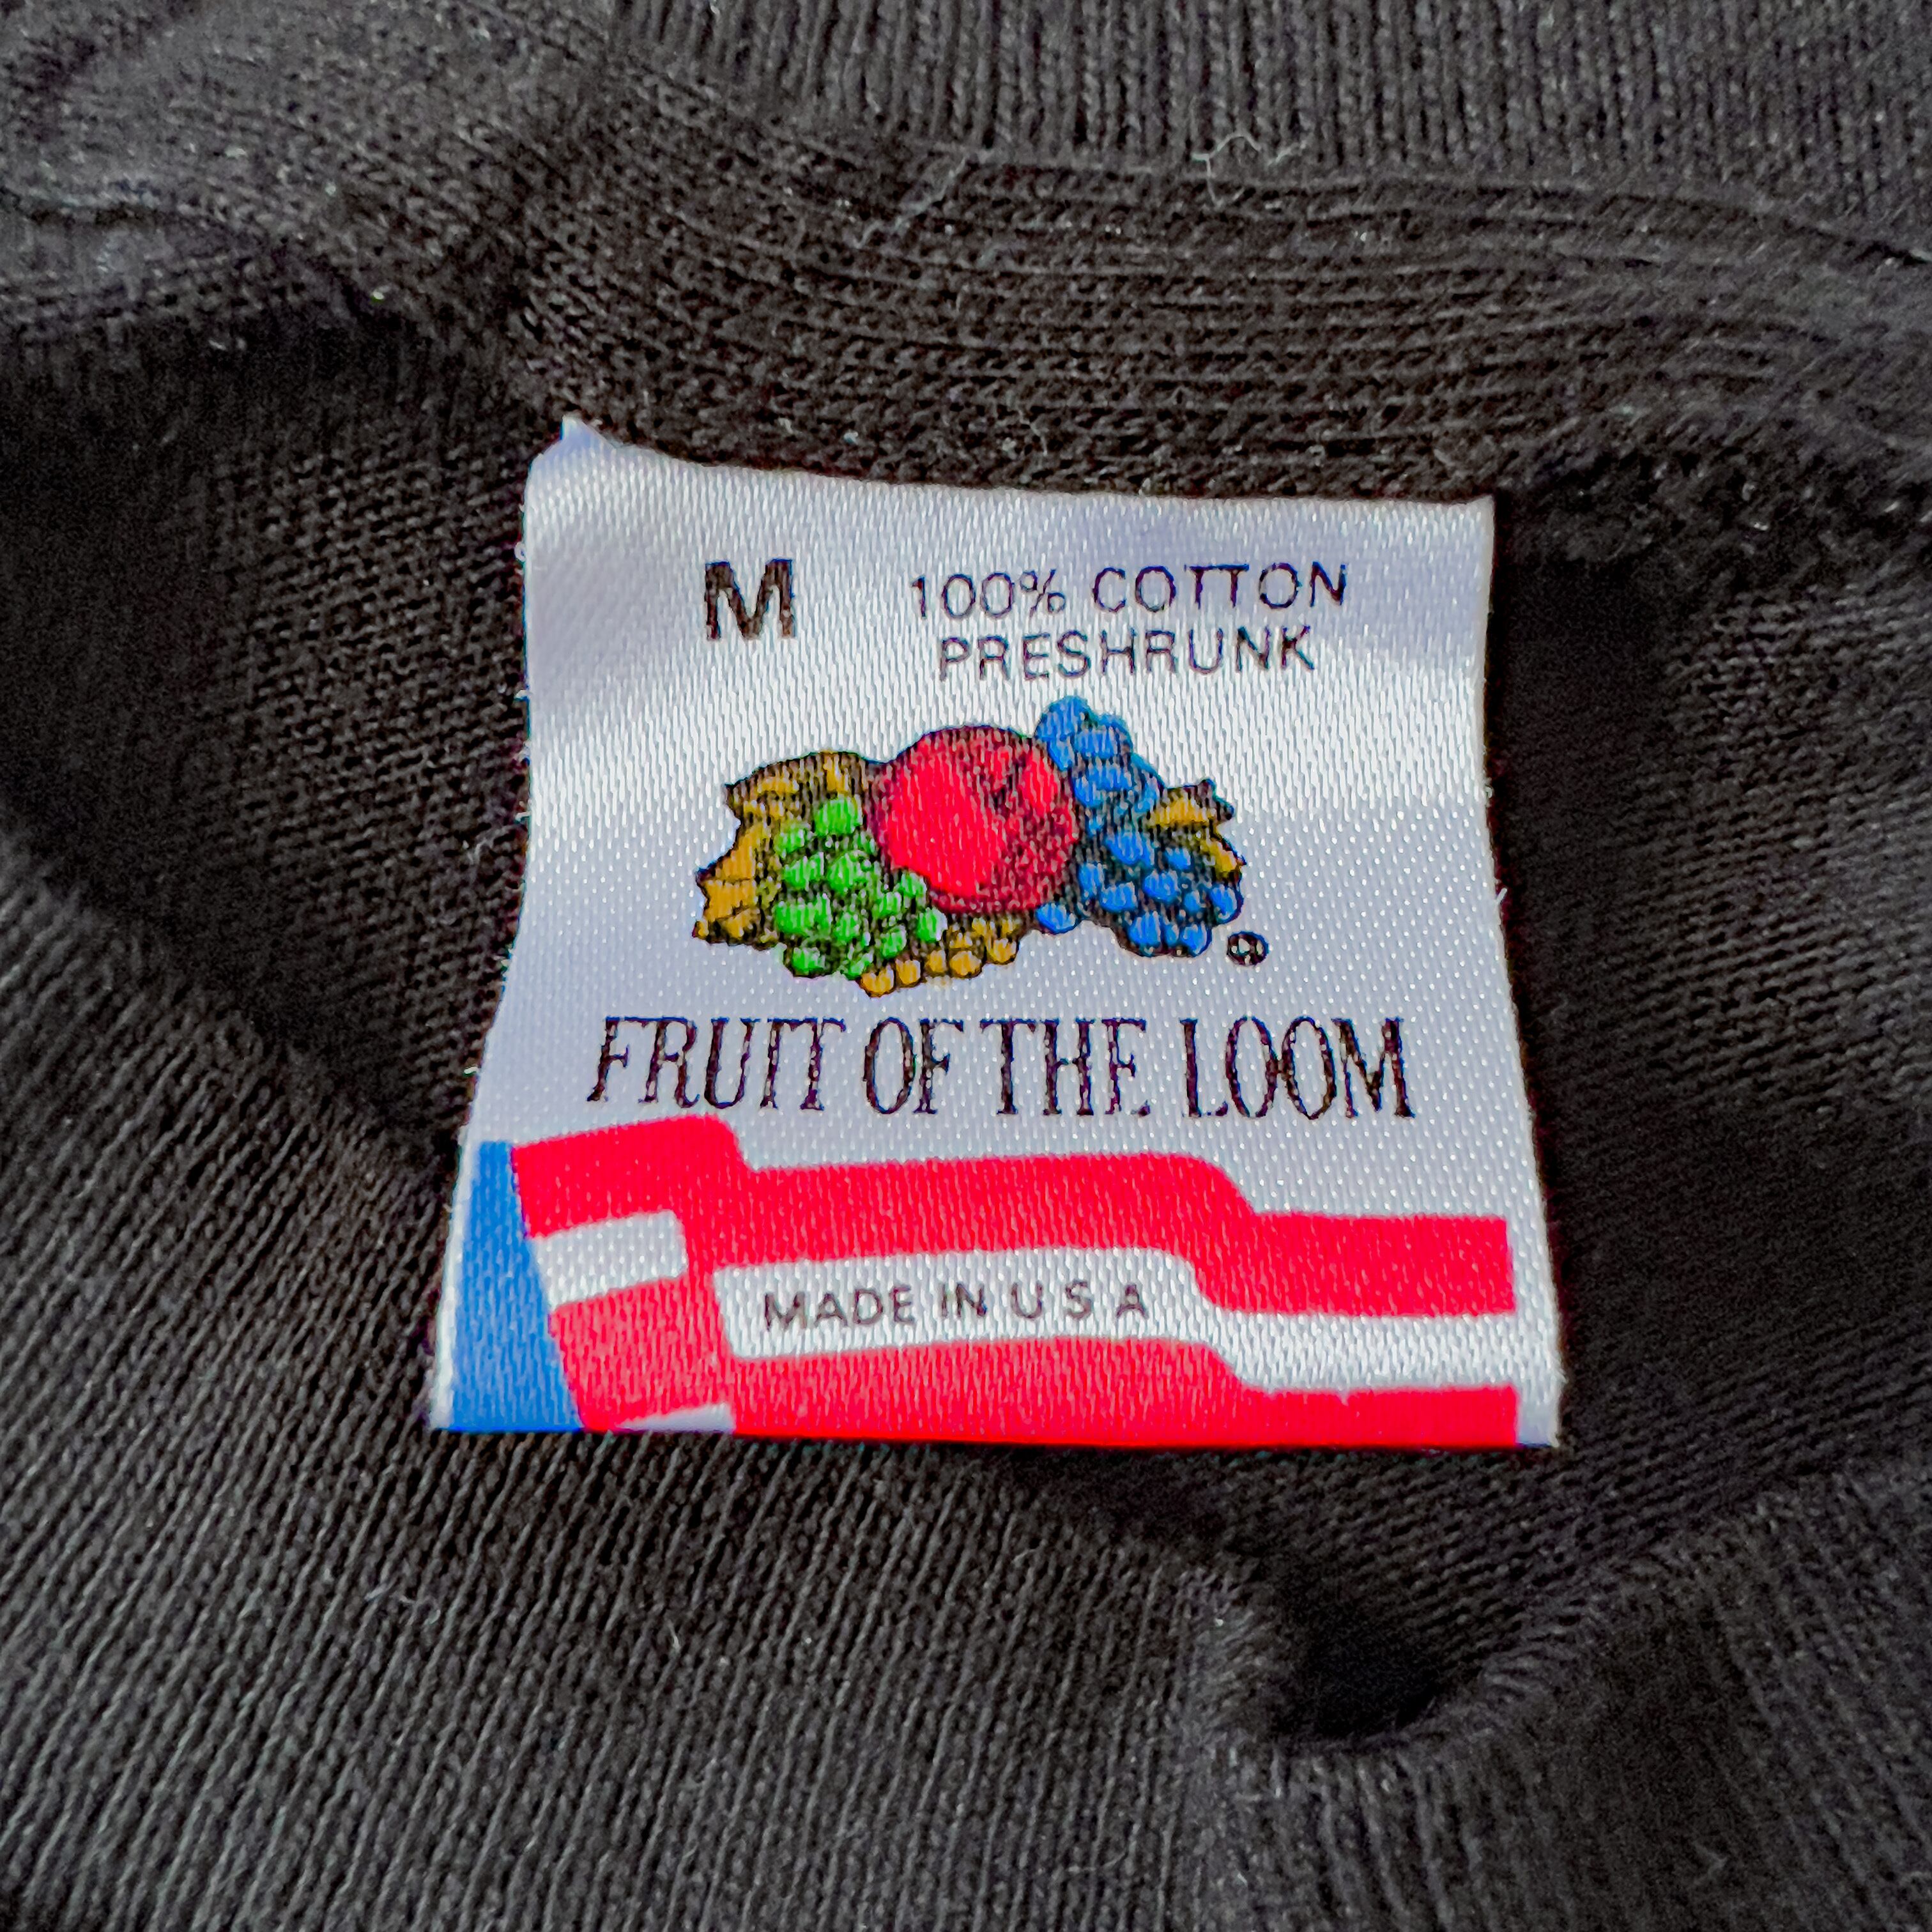 M 100% COTTON
PRESHRUNK
®
FRUIT OF THE LOOM
MADE IN U S A